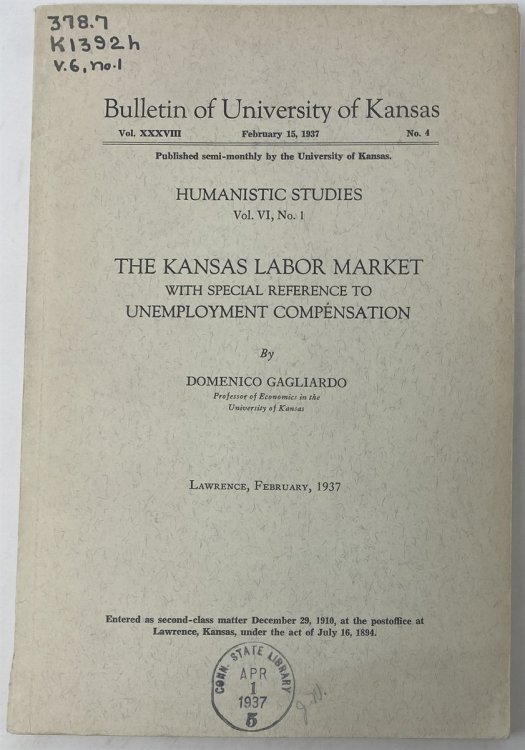 378.7
K1392h
v.6, no.1
Bulletin of University of Kansas
Vol. XXXVIII February 15, 1937 No. 4
Published semi-monthly by the University of Kansas.
HUMANISTIC STUDIES
Vol. VI, No. 1
THE KANSAS LABOR MARKET
WITH SPECIAL REFERENCE TO
UNEMPLOYMENT COMPENSATION
By
DOMENICO GAGLIARDO
Professor of Economics in the
University of Kansas
LAWRENCE, FEBRUARY, 1937
Entered as second-class matter December 29, 1910, at the postoffice at
Lawrence, Kansas, under the act of July 16, 1894.
CONN. STATE LIBRARY
APR
1
1937
5